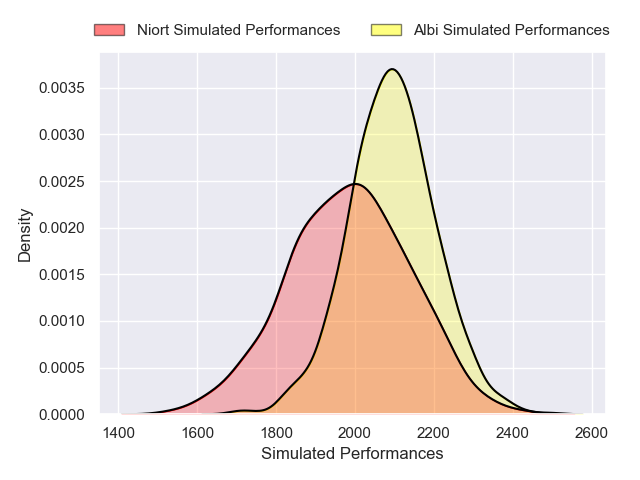 Niort Simulated Performances Albi Simulated Performances
0.0035
0.0030
0.0025
0.0020
0.0015
0.0010
0.0005
0.0000
Density
1400 1600 1800 2000 2200 2400 2600
Simulated Performances